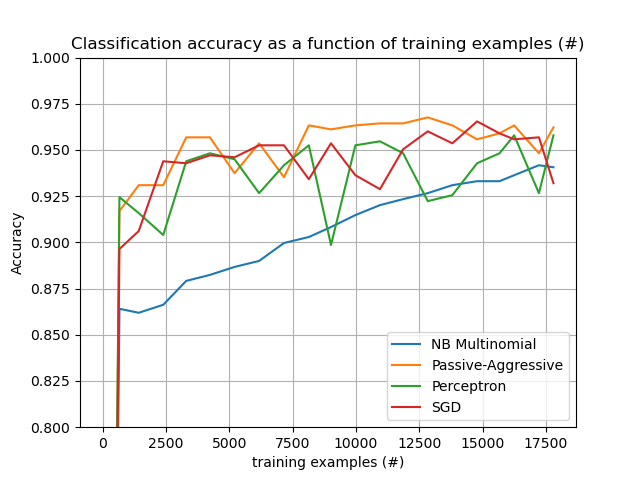 Classification accuracy as a function of training examples (#)
1.000
0.975
0.950
0.925
0.900
0.875
0.850
0.825
0.800
Accuracy
NB Multinomial
Passive-Aggressive
Perceptron
SGD
0 2500 5000 7500 10000 12500 15000 17500
training examples (#)